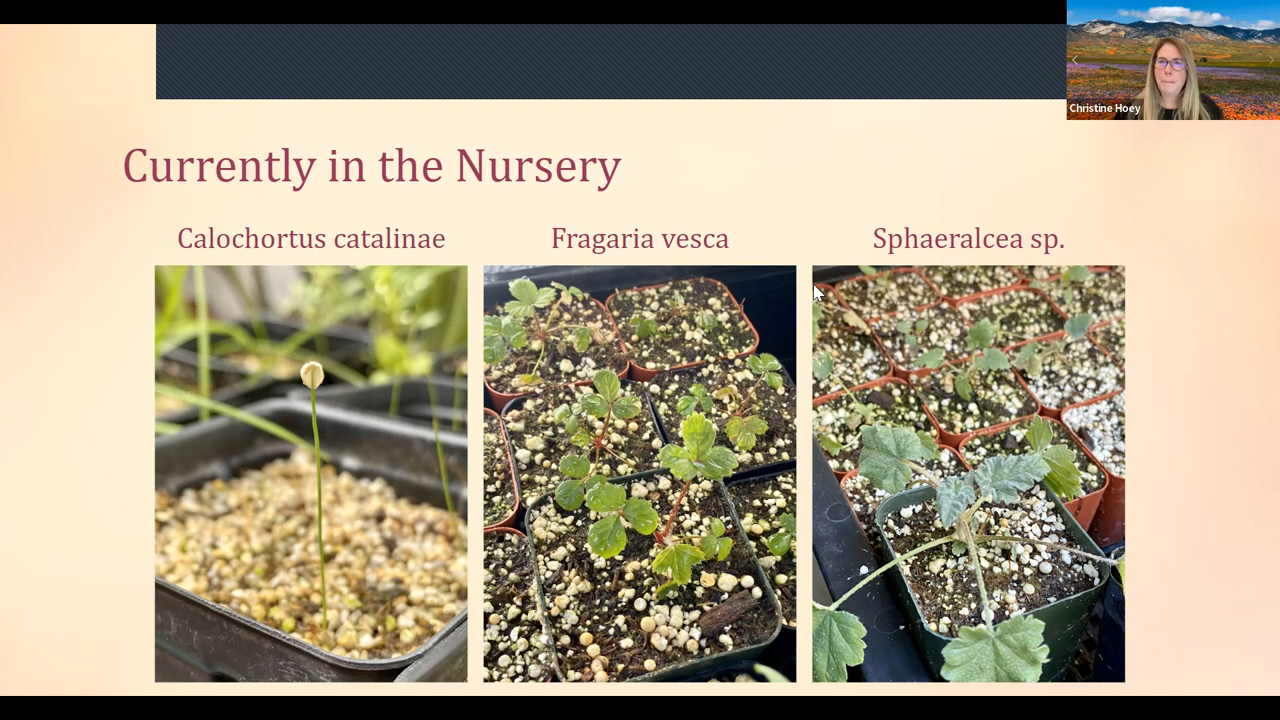 Christine Hoey
Currently in the Nursery
Calochortus catalinae
Fragaria vesca
Sphaeralcea sp.